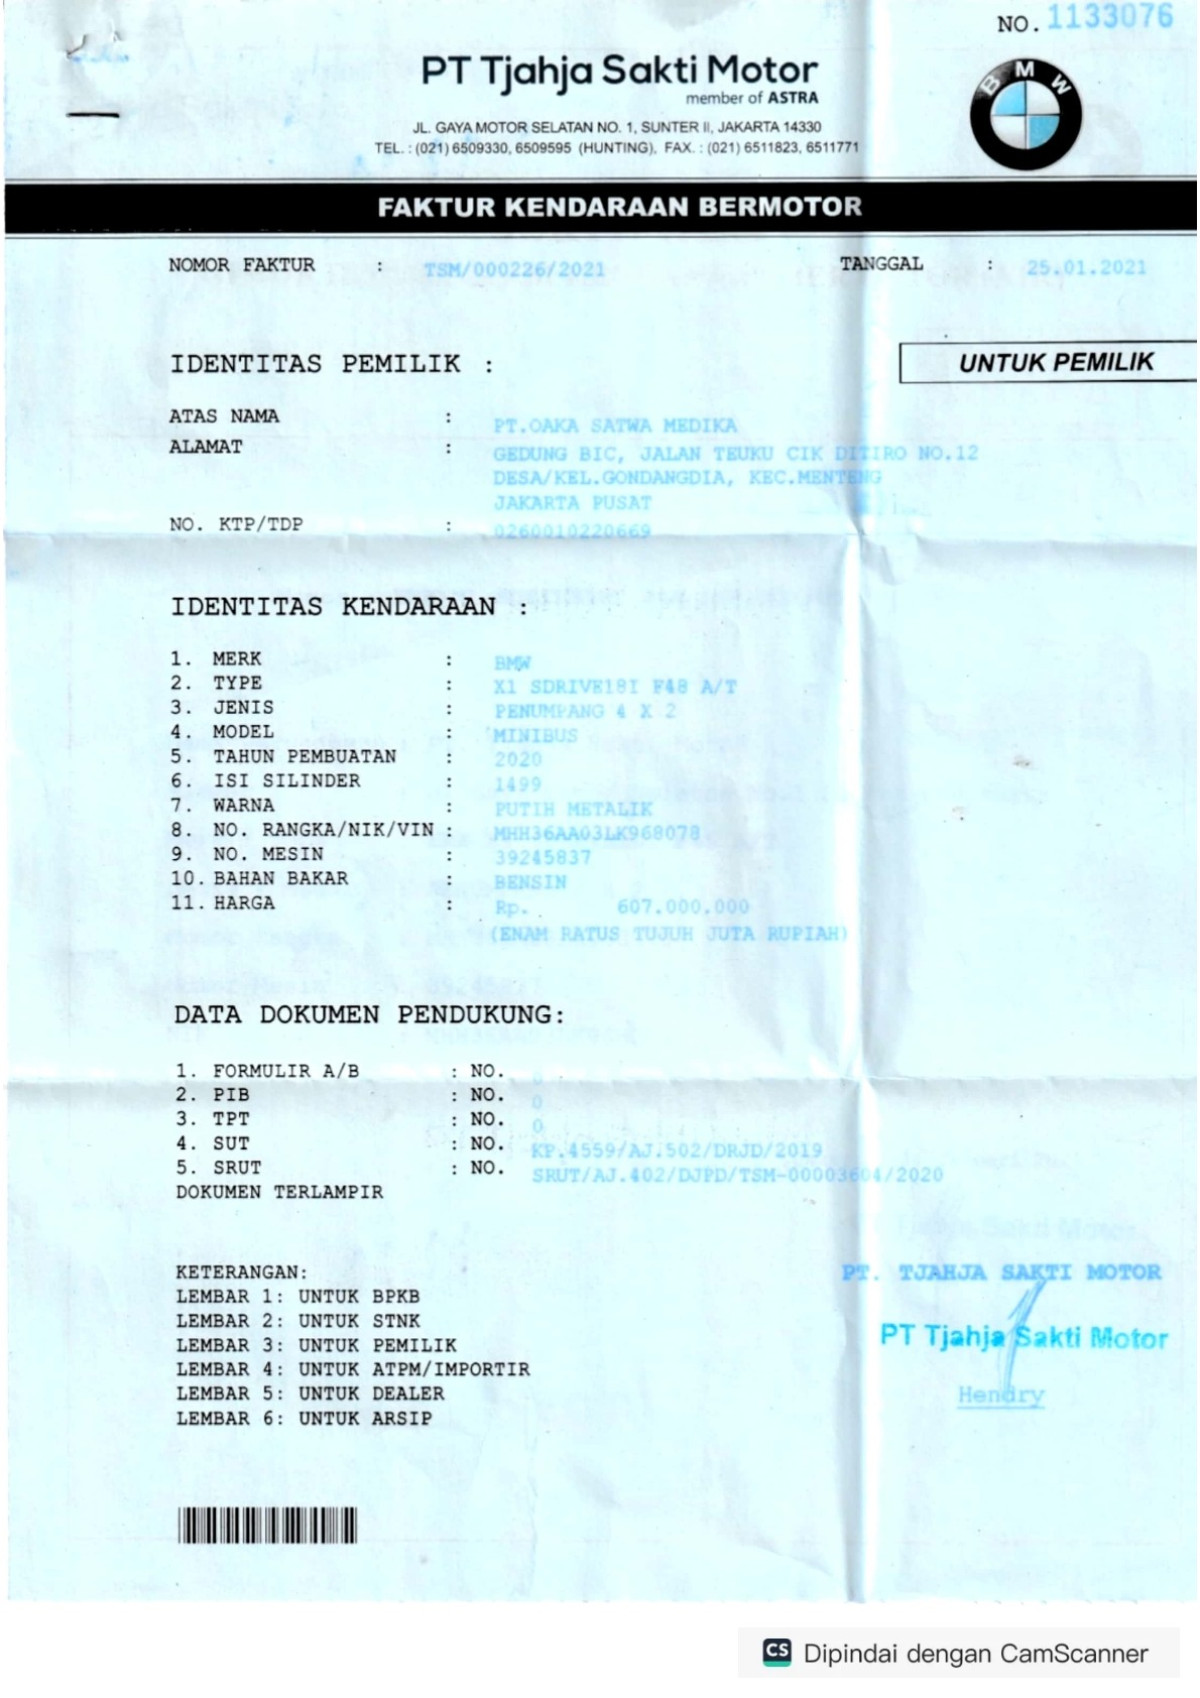 NO. 1133076
PT Tjahja Sakti Motor
member of ASTRA
BMW
JL. GAYA MOTOR SELATAN NO. 1, SUNTER II, JAKARTA 14330
TEL. : (021) 6509330, 6509595 (HUNTING), FAX. : (021) 6511823, 6511771
FAKTUR KENDARAAN BERMOTOR
NOMOR FAKTUR : TSM/000226/2021 TANGGAL : 25.01.2021
IDENTITAS PEMILIK :
UNTUK PEMILIK
ATAS NAMA : PT.OAKA SATWA MEDIKA
ALAMAT : GEDUNG BIC, JALAN TEUKU CIK DITIRO NO.12
DESA/KEL.GONDANGDIA, KEC.MENTENG
JAKARTA PUSAT
NO. KTP/TDP : 0260010220669
IDENTITAS KENDARAAN :
1. MERK : BMW
2. TYPE : X1 SDRIVE18I F48 A/T
3. JENIS : PENUMPANG 4 X 2
4. MODEL : MINIBUS
5. TAHUN PEMBUATAN : 2020
6. ISI SILINDER : 1499
7. WARNA : PUTIH METALIK
8. NO. RANGKA/NIK/VIN : MHH36AA03LK968078
9. NO. MESIN : 39245837
10. BAHAN BAKAR : BENSIN
11. HARGA : Rp. 607.000.000
(ENAM RATUS TUJUH JUTA RUPIAH)
DATA DOKUMEN PENDUKUNG:
1. FORMULIR A/B : NO.
2. PIB : NO. 0
3. TPT : NO. 0
4. SUT : NO. KP.4559/AJ.502/DRJD/2019
5. SRUT : NO. SRUT/AJ.402/DJPD/TSM-00003604/2020
DOKUMEN TERLAMPIR
KETERANGAN:
LEMBAR 1: UNTUK BPKB
LEMBAR 2: UNTUK STNK
LEMBAR 3: UNTUK PEMILIK
LEMBAR 4: UNTUK ATPM/IMPORTIR
LEMBAR 5: UNTUK DEALER
LEMBAR 6: UNTUK ARSIP
PT. TJAHJA SAKTI MOTOR
PT Tjahja Sakti Motor
Hendry
CS Dipindai dengan CamScanner